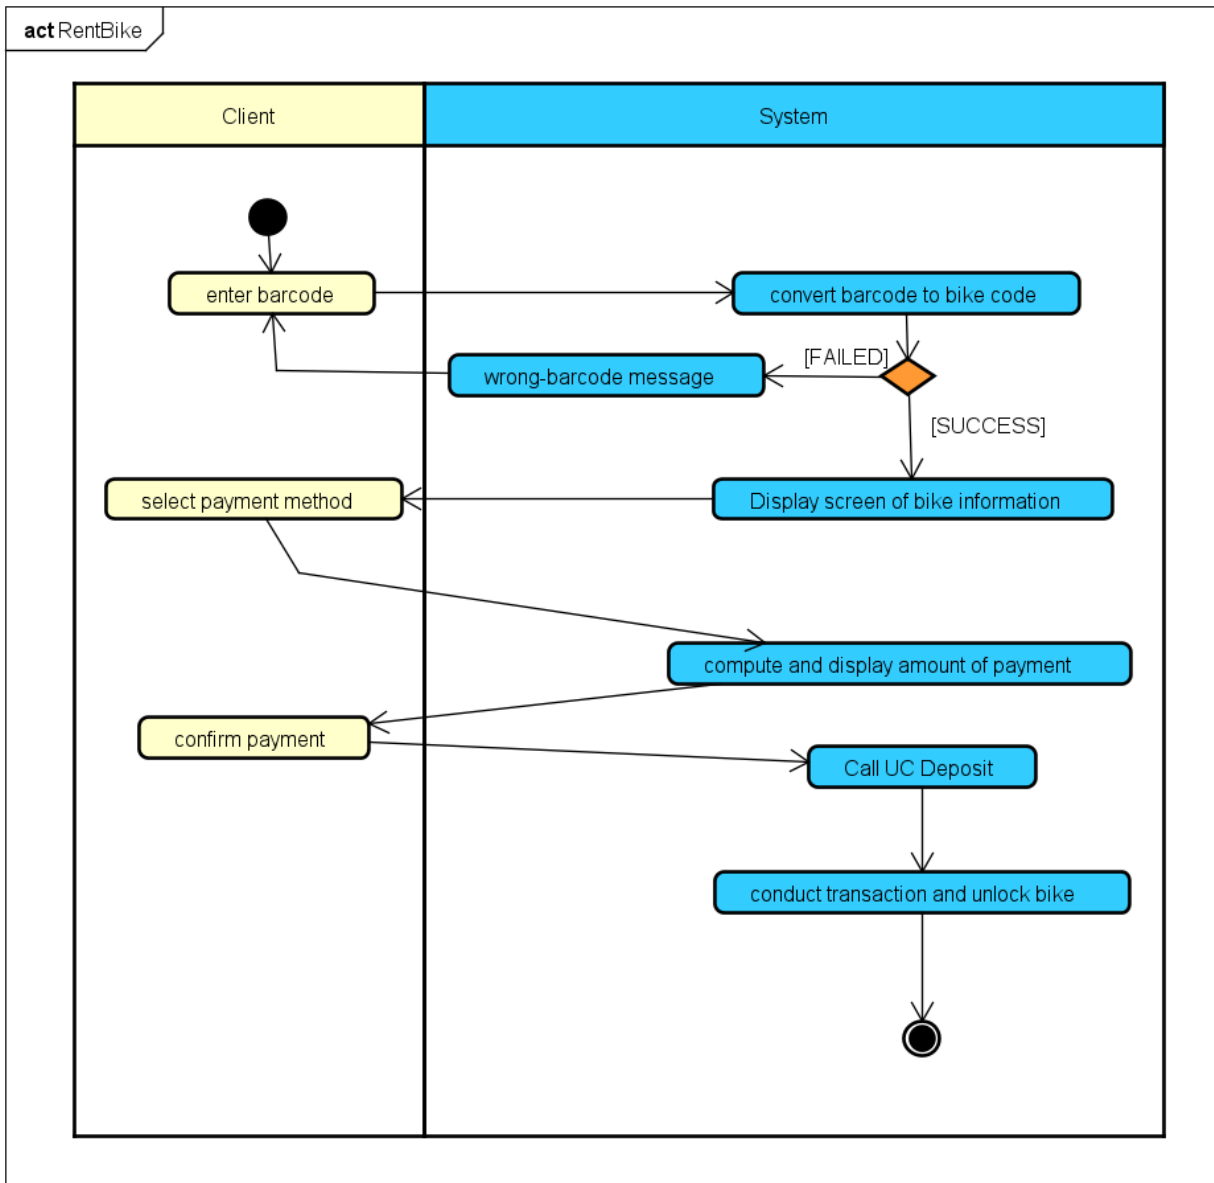 act RentBike
Client
System
enter barcode
convert barcode to bike code
[FAILED]
wrong-barcode message
[SUCCESS]
select payment method
Display screen of bike information
compute and display amount of payment
confirm payment
Call UC Deposit
conduct transaction and unlock bike